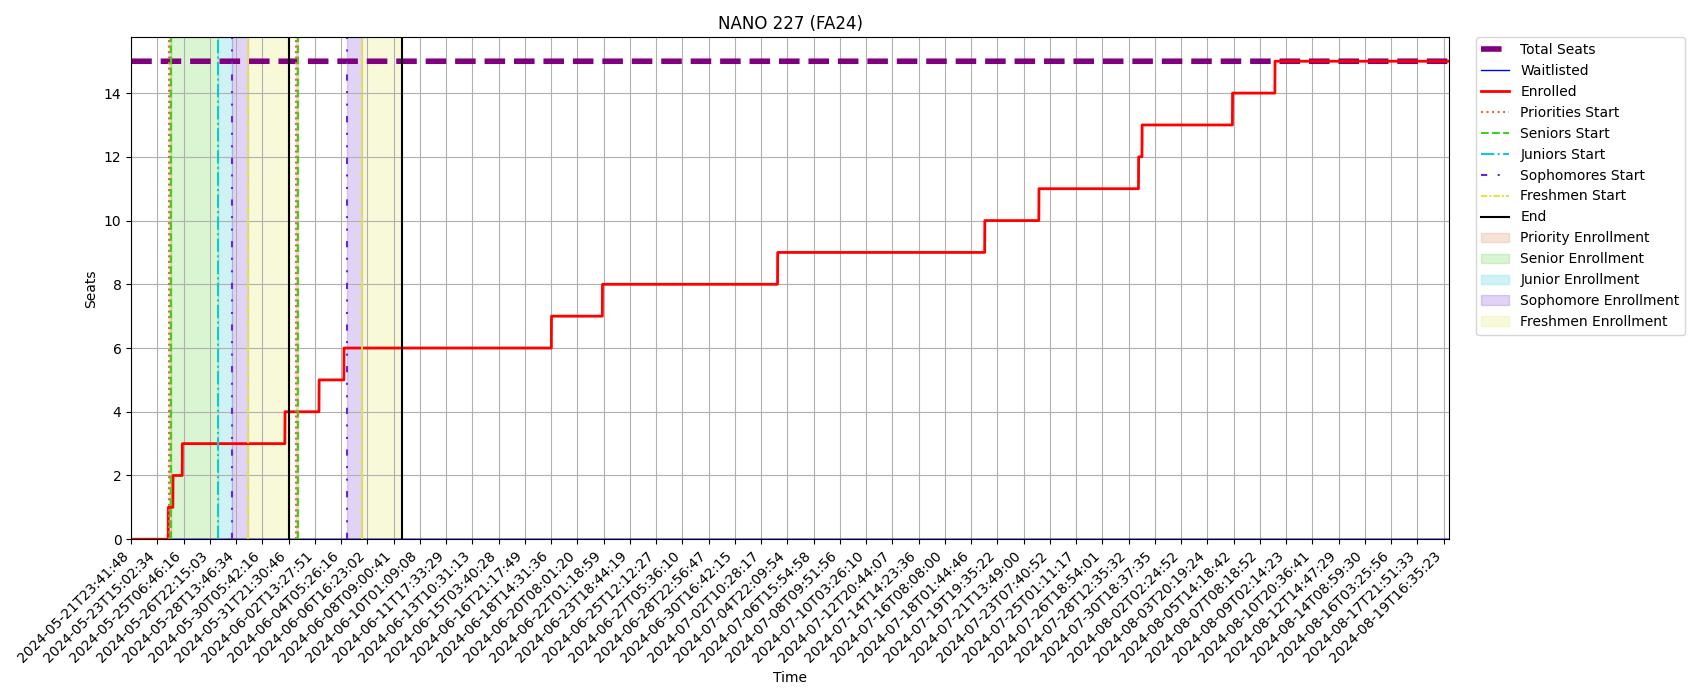 NANO 227 (FA24)
Seats
14
12
10
8
6
4
2
0
2024-05-21T23:41:48
2024-05-23T15:02:34
2024-05-25T06:46:16
2024-05-26T22:15:03
2024-05-28T13:46:34
2024-05-30T05:42:16
2024-05-31T21:30:46
2024-06-02T13:27:51
2024-06-04T05:26:16
2024-06-06T16:23:02
2024-06-08T09:00:41
2024-06-10T01:09:08
2024-06-11T17:33:29
2024-06-13T10:31:13
2024-06-15T03:40:28
2024-06-16T21:17:49
2024-06-18T14:31:36
2024-06-20T08:01:20
2024-06-22T01:18:59
2024-06-23T18:44:19
2024-06-25T12:12:27
2024-06-27T05:36:10
2024-06-28T22:56:47
2024-06-30T16:42:15
2024-07-02T10:28:17
2024-07-04T22:09:54
2024-07-06T15:54:58
2024-07-08T09:51:56
2024-07-10T03:26:10
2024-07-12T20:44:07
2024-07-14T14:23:36
2024-07-16T08:08:00
2024-07-18T01:44:46
2024-07-19T19:35:22
2024-07-21T13:49:00
2024-07-23T07:40:52
2024-07-25T01:11:17
2024-07-26T18:54:01
2024-07-28T12:35:32
2024-07-30T18:37:35
2024-08-02T02:24:52
2024-08-03T20:19:24
2024-08-05T14:18:42
2024-08-07T08:18:52
2024-08-09T02:14:23
2024-08-10T20:36:41
2024-08-12T14:47:29
2024-08-14T08:59:30
2024-08-16T03:25:56
2024-08-17T21:51:33
2024-08-19T16:35:23
Time
Total Seats
Waitlisted
Enrolled
Priorities Start
Seniors Start
Juniors Start
Sophomores Start
Freshmen Start
End
Priority Enrollment
Senior Enrollment
Junior Enrollment
Sophomore Enrollment
Freshmen Enrollment